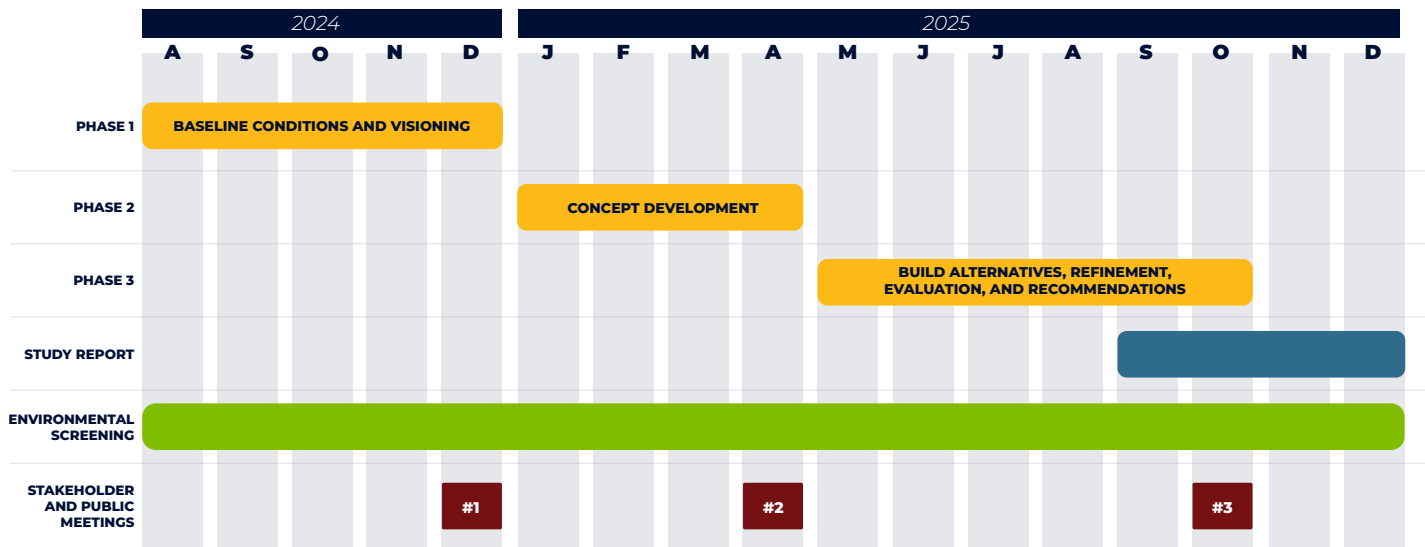 2024 2025
A S O N D J F M A M J J A S O N D
PHASE 1 BASELINE CONDITIONS AND VISIONING
PHASE 2 CONCEPT DEVELOPMENT
PHASE 3
BUILD ALTERNATIVES, REFINEMENT,
EVALUATION, AND RECOMMENDATIONS
STUDY REPORT
ENVIRONMENTAL
SCREENING
STAKEHOLDER
AND PUBLIC
MEETINGS
#1 #2 #3